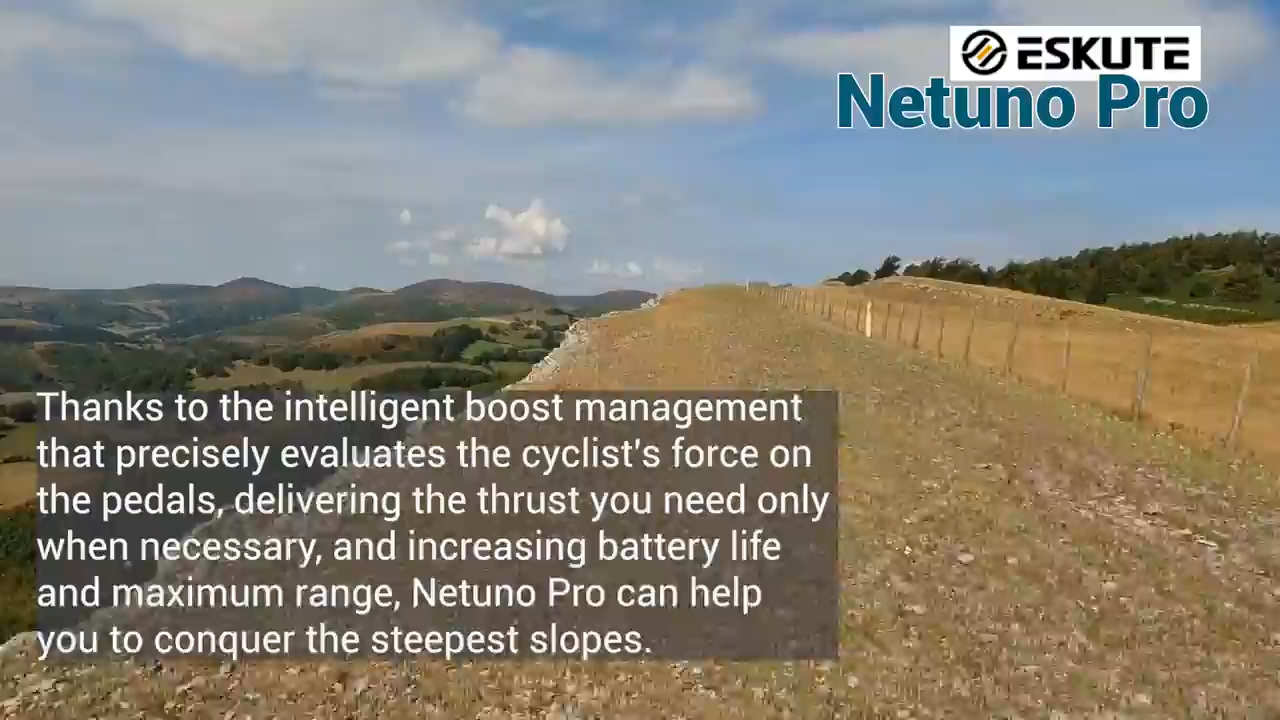 ESKUTE
Netuno Pro
Thanks to the intelligent boost management
that precisely evaluates the cyclist's force on
the pedals, delivering the thrust you need only
when necessary, and increasing battery life
and maximum range, Netuno Pro can help
you to conquer the steepest slopes.